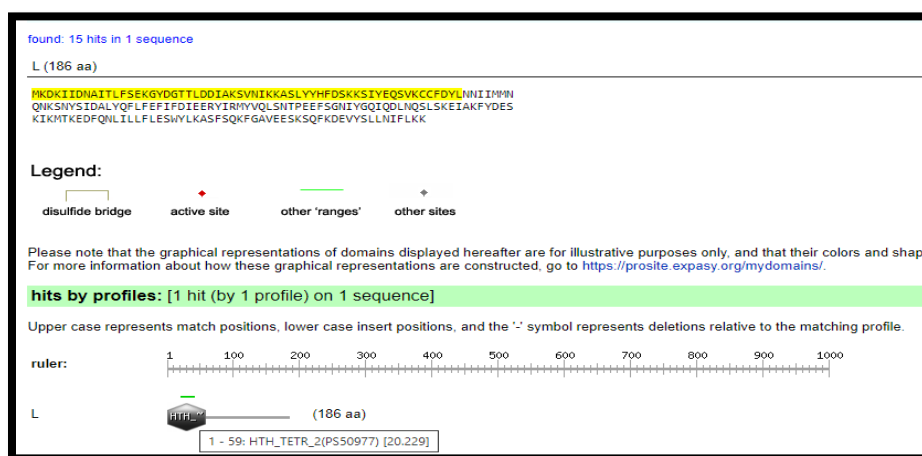 found: 15 hits in 1 sequence
L (186 aa)
MKDKIIDNAITLFSEKGYDGTTLDDIAKSVNIKKASLYYHFDSKKSIYEQSVKCCFDYLNNIIMMN
QNKSNYSIDALYQFLFEFIFDIEERYIRMYVQLSNTPEEFSGNIYGQIQDLNQSLSKEIAKFYDES
KIKMTKEDFQNLILLFLESWYLKASFSQKFGAVEESKSQFKDEVYSLLNIFLKK
Legend:
disulfide bridge active site other 'ranges' other sites
Please note that the graphical representations of domains displayed hereafter are for illustrative purposes only, and that their colors and shap
For more information about how these graphical representations are constructed, go to https://prosite.expasy.org/mydomains/.
hits by profiles: [1 hit (by 1 profile) on 1 sequence]
Upper case represents match positions, lower case insert positions, and the '-' symbol represents deletions relative to the matching profile.
ruler: 1 100 200 300 400 500 600 700 800 900 1000
L HTH_~ (186 aa)
1 - 59: HTH_TETR_2(PS50977) [20.229]